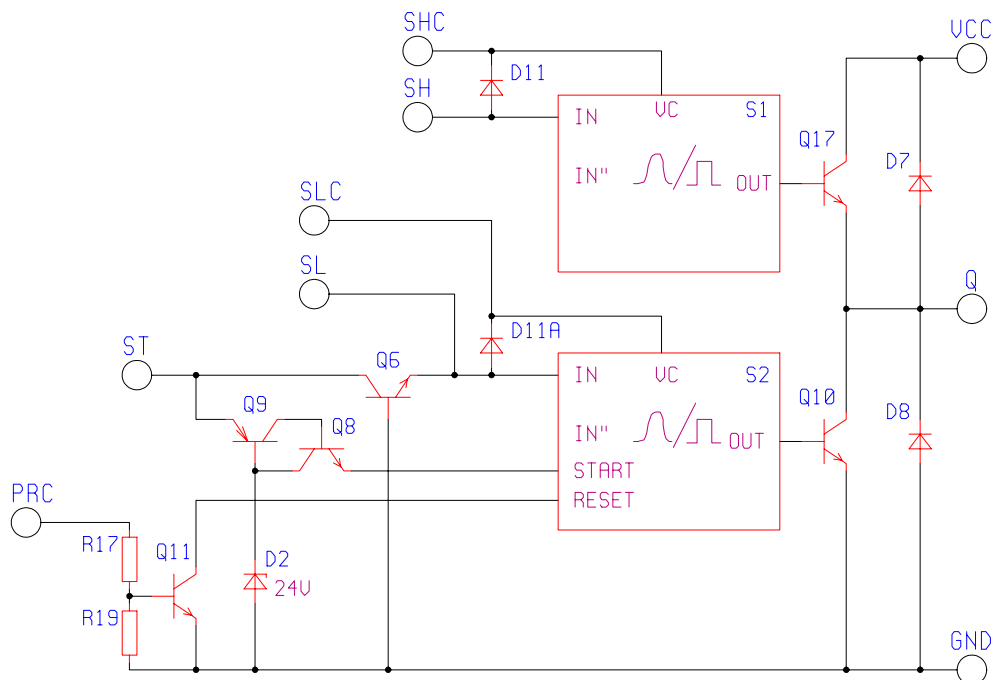 SHC
VCC
D11
SH
IN
VC
S1
Q17
D7
IN"
OUT
SLC
SL
Q
D11A
ST
Q6
IN
VC
S2
Q10
D8
Q9
Q8
IN"
OUT
START
RESET
PRC
R17
Q11
D2
24V
R19
GND